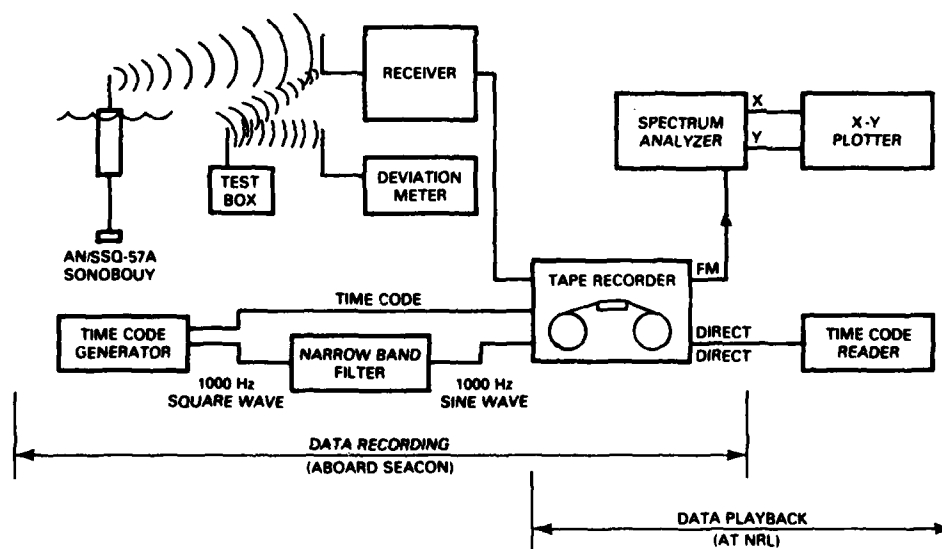 RECEIVER
SPECTRUM
ANALYZER
X
Y
X-Y
PLOTTER
TEST
BOX
DEVIATION
METER
AN/SSQ-57A
SONOBOUY
TAPE RECORDER
FM
TIME CODE
TIME CODE
GENERATOR
NARROW BAND
FILTER
DIRECT
DIRECT
TIME CODE
READER
1000 Hz
SQUARE WAVE
1000 Hz
SINE WAVE
DATA RECORDING
(ABOARD SEACON)
DATA PLAYBACK
(AT NRL)